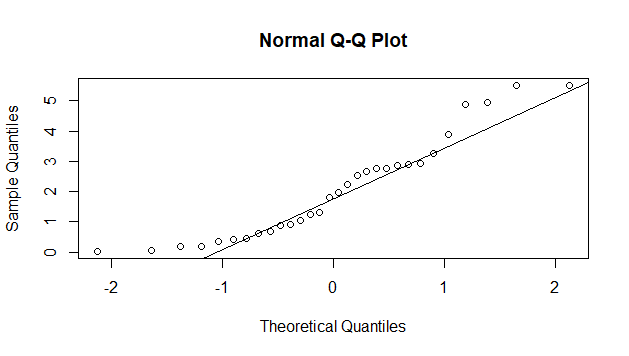 Normal Q-Q Plot
Sample Quantiles
5
4
3
2
1
0
-2 -1 0 1 2
Theoretical Quantiles